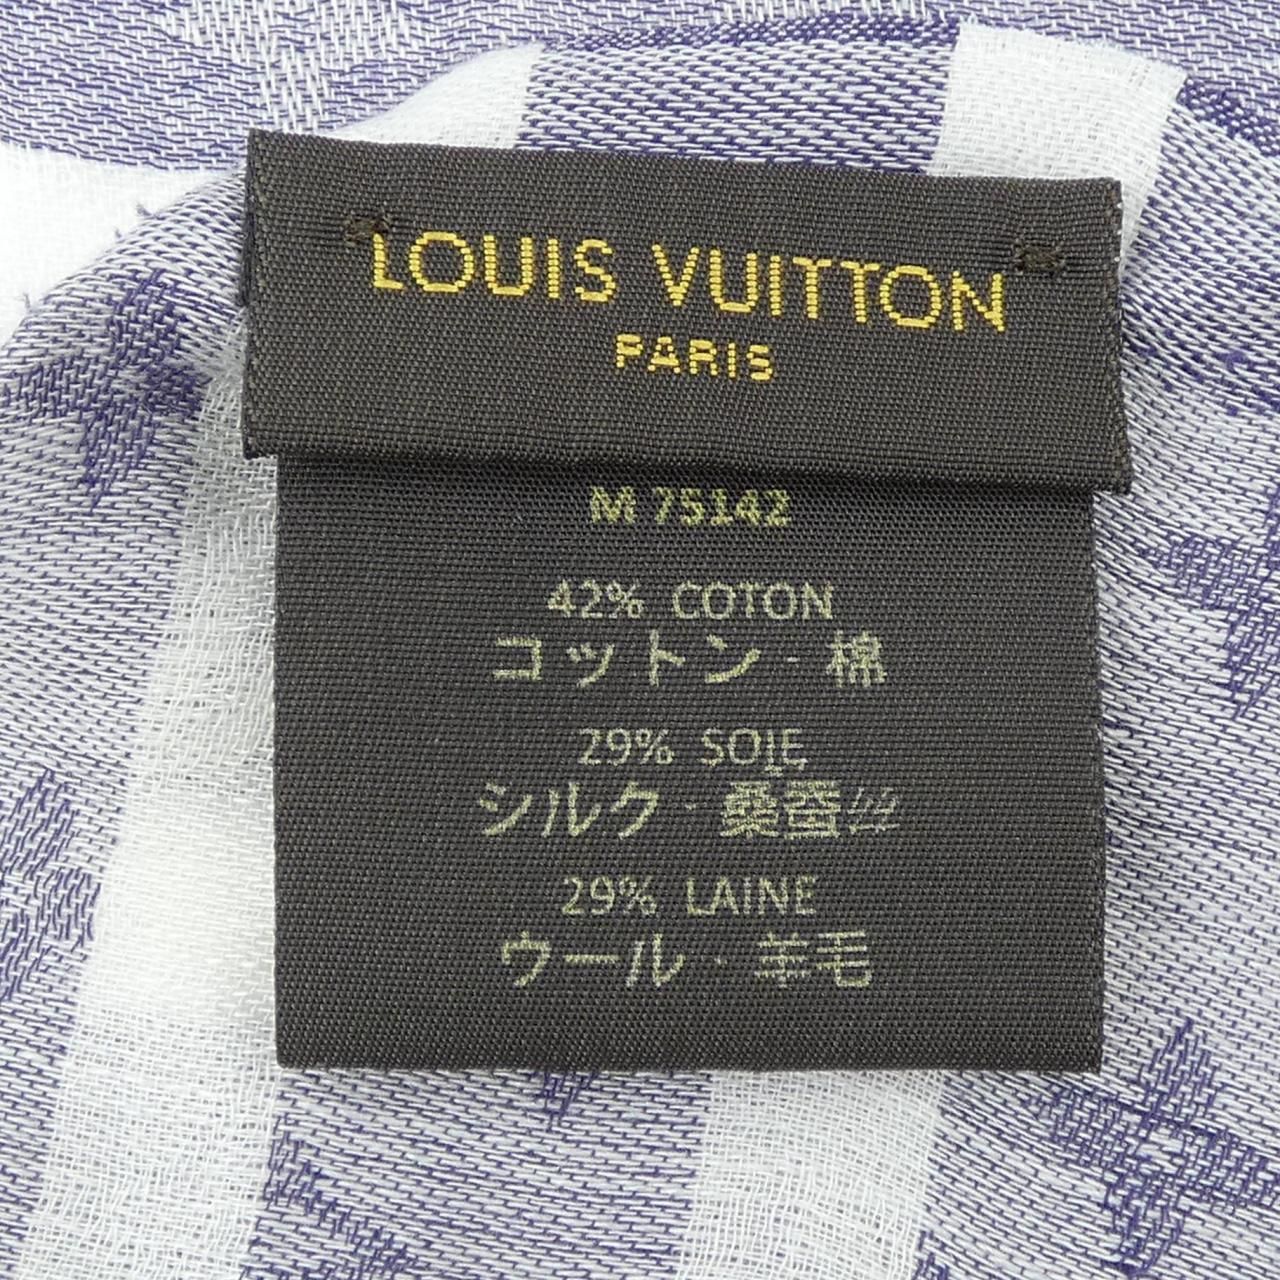 LOUIS VUITTON
PARIS
M 75142
42% COTON
コットン · 棉
29% SOIE
シルク · 桑蚕丝
29% LAINE
ウール · 羊毛